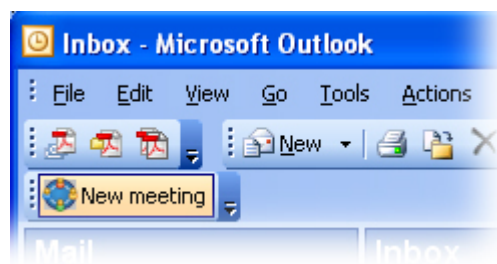 Inbox - Microsoft Outlook
File Edit View Go Tools Actions
New
New meeting
Mail Inbox